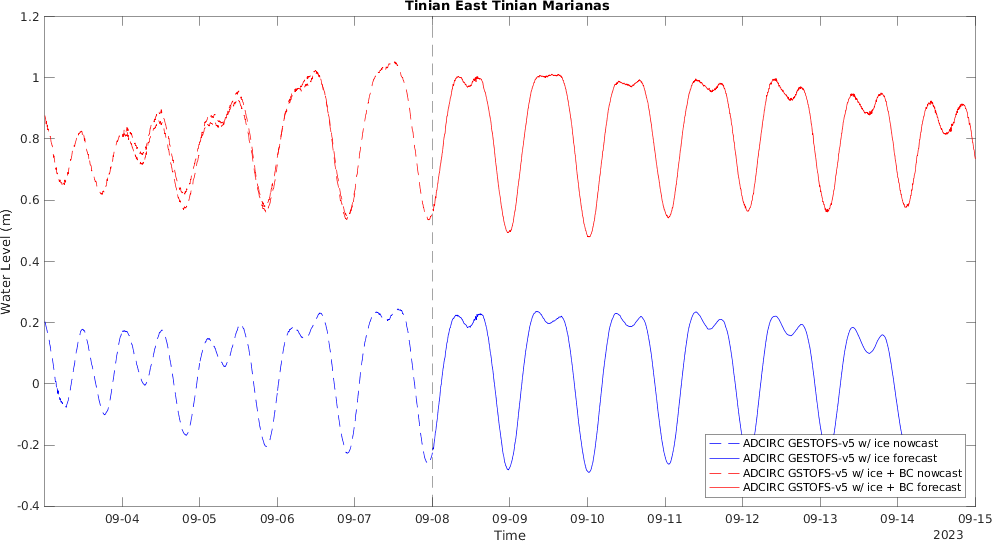 Tinian East Tinian Marianas
1.2
1
0.8
0.6
0.4
0.2
0
-0.2
-0.4
Water Level (m)
ADCIRC GESTOFS-v5 w/ ice nowcast
ADCIRC GESTOFS-v5 w/ ice forecast
ADCIRC GSTOFS-v5 w/ ice + BC nowcast
ADCIRC GSTOFS-v5 w/ ice + BC forecast
09-04 09-05 09-06 09-07 09-08 09-09 09-10 09-11 09-12 09-13 09-14 09-15
Time
2023